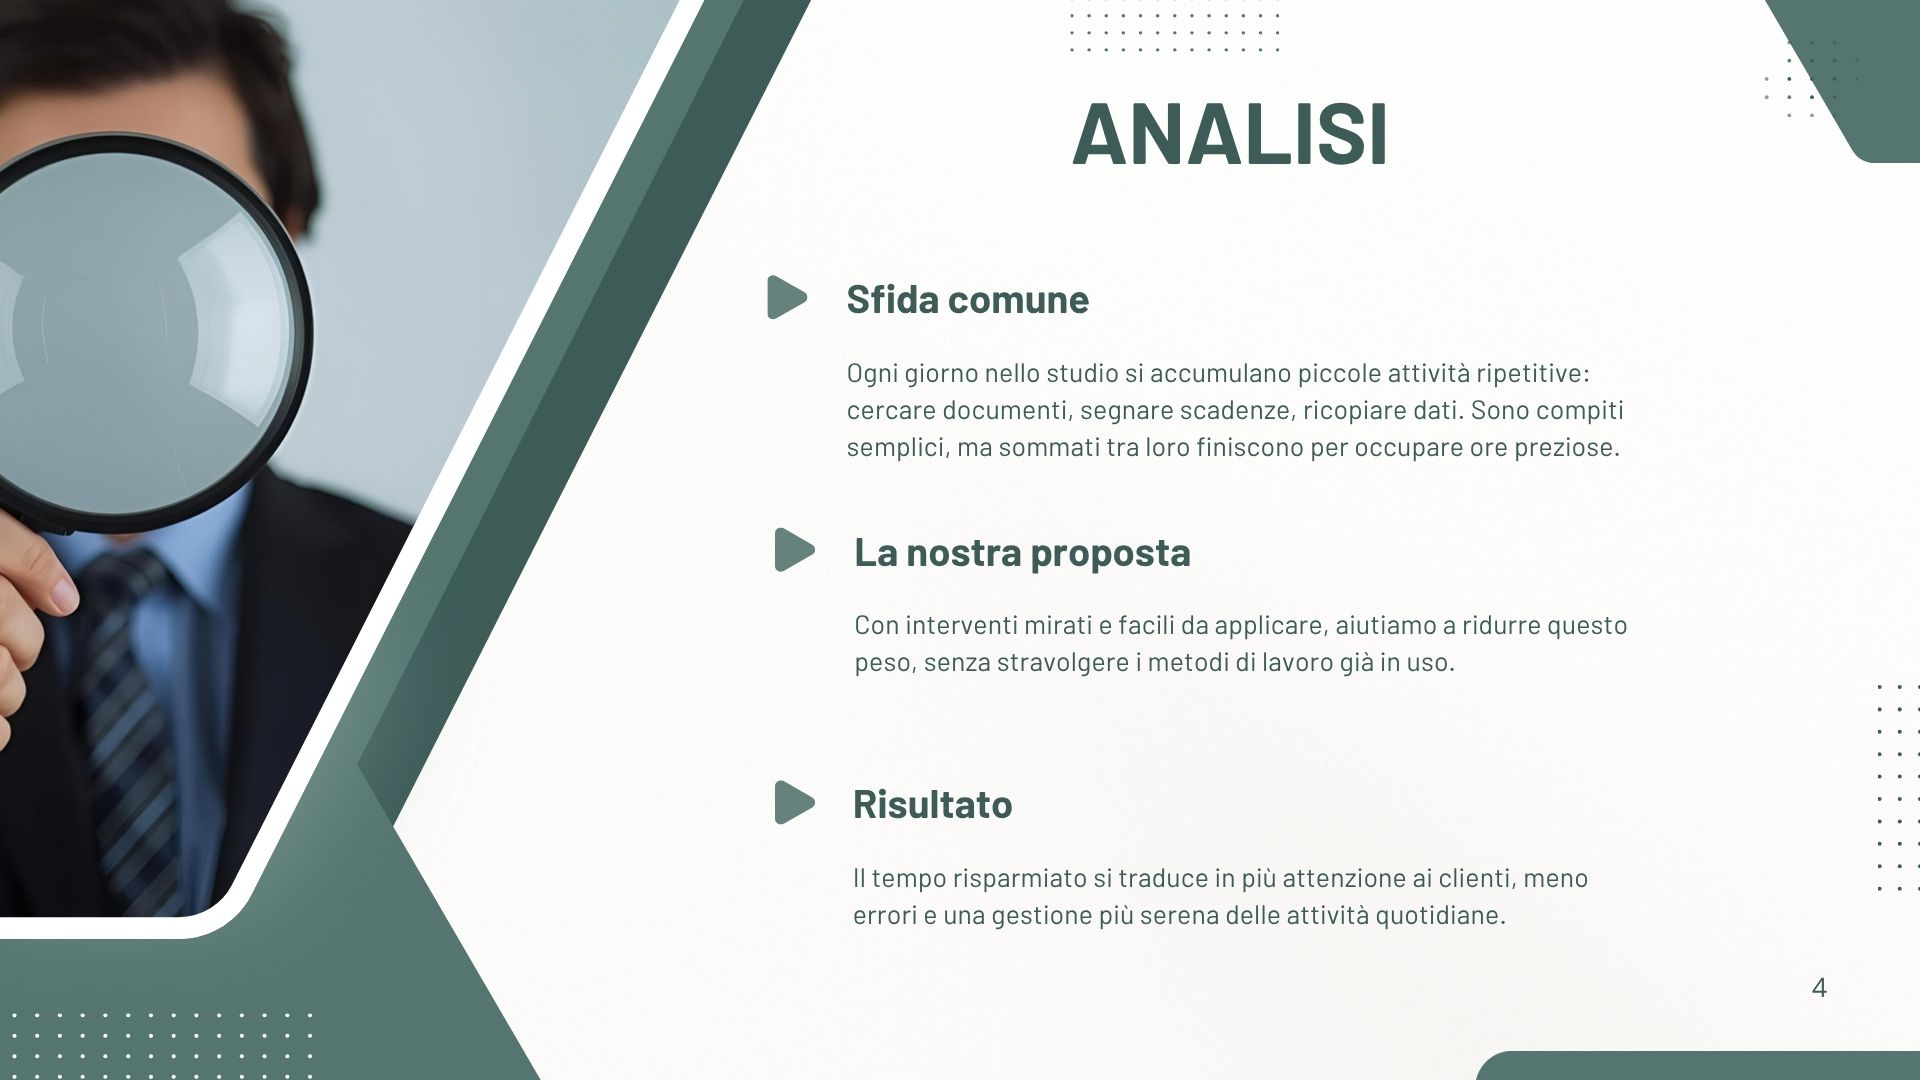 ANALISI
Sfida comune
Ogni giorno nello studio si accumulano piccole attività ripetitive:
cercare documenti, segnare scadenze, ricopiare dati. Sono compiti
semplici, ma sommati tra loro finiscono per occupare ore preziose.
La nostra proposta
Con interventi mirati e facili da applicare, aiutiamo a ridurre questo
peso, senza stravolgere i metodi di lavoro già in uso.
Risultato
Il tempo risparmiato si traduce in più attenzione ai clienti, meno
errori e una gestione più serena delle attività quotidiane.
4